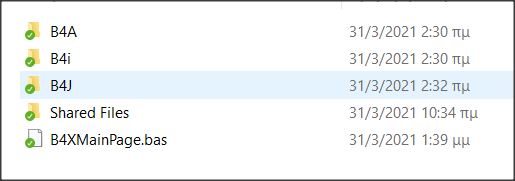 B4A 31/3/2021 2:30 πμ
B4i 31/3/2021 2:30 πμ
B4J 31/3/2021 2:32 πμ
Shared Files 31/3/2021 10:34 πμ
B4XMainPage.bas 31/3/2021 1:39 μμ